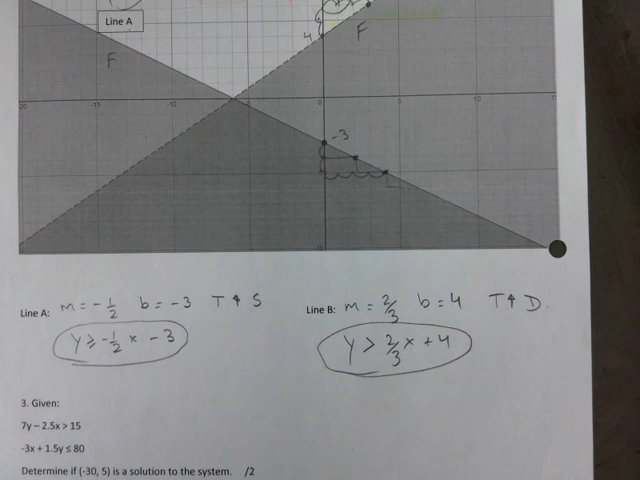 Line A
4
F
F
-20 -15 -10 0 5 10
-3
Line A: m = -1/2 b = -3 T ↑ S
Line B: m = 2/3 b = 4 T ↑ D.
y ≥ -1/2 x - 3
y > 2/3 x + 4
3. Given:
7y – 2.5x > 15
-3x + 1.5y ≤ 80
Determine if (-30, 5) is a solution to the system. /2